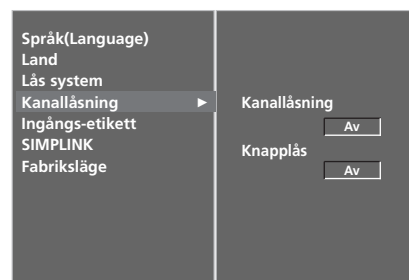 Språk(Language)
Land
Lås system
Kanallåsning ►
Ingångs-etikett
SIMPLINK
Fabriksläge
Kanallåsning
Av
Knapplås
Av